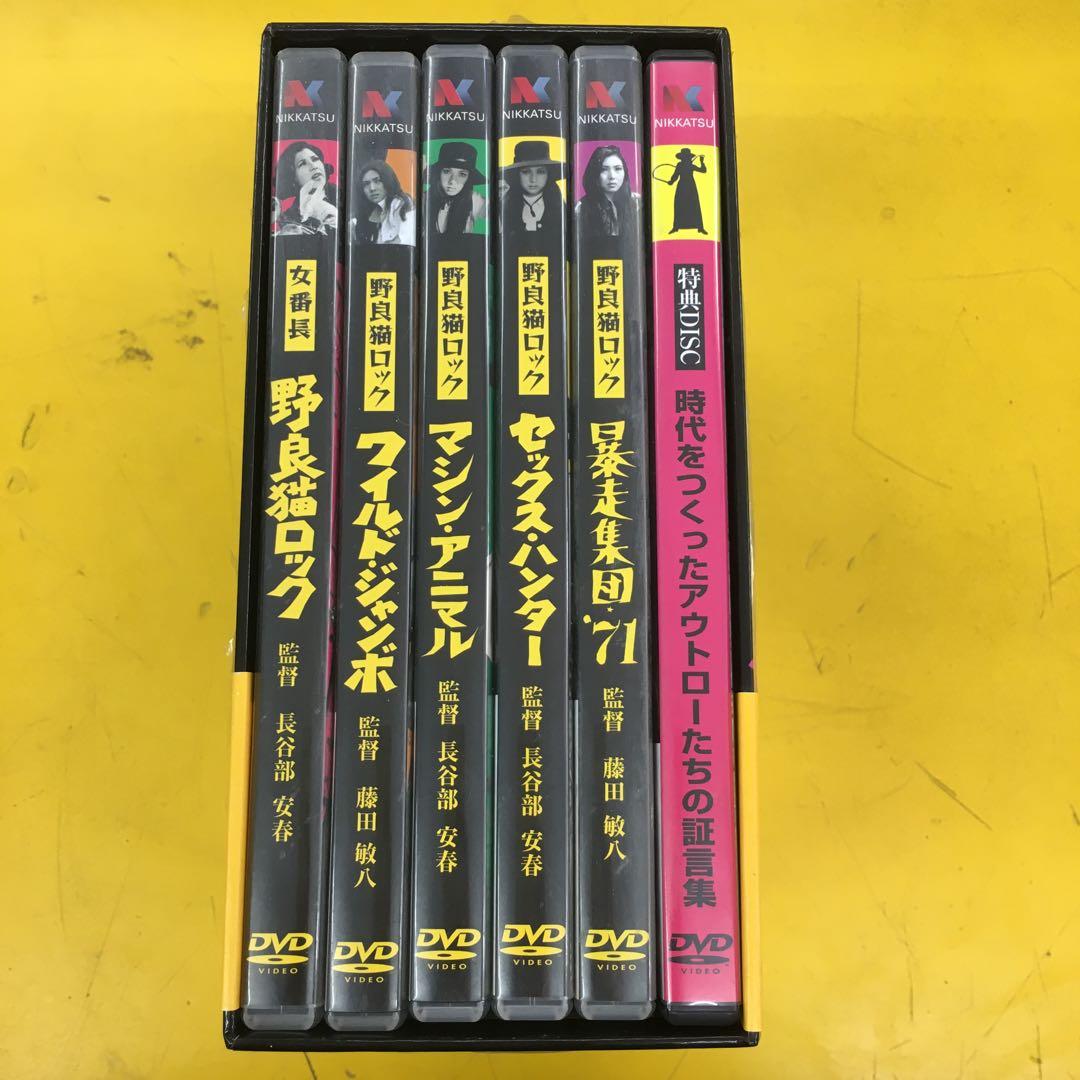 NIKKATSU
女番長
野良猫ロック
監督 長谷部 安春
DVD
VIDEO
NIKKATSU
野良猫ロック
ワイルド・ジャンボ
監督 藤田 敏八
DVD
VIDEO
NIKKATSU
野良猫ロック
マシン・アニマル
監督 長谷部 安春
DVD
VIDEO
NIKKATSU
野良猫ロック
セックス・ハンター
監督 長谷部 安春
DVD
VIDEO
NIKKATSU
野良猫ロック
暴走集団'71
監督 藤田 敏八
DVD
VIDEO
NIKKATSU
特典DISC
時代をつくったアウトローたちの証言集
DVD
VIDEO